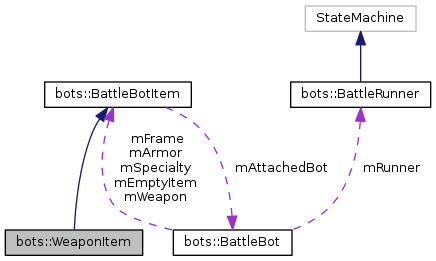 StateMachine
bots::BattleBotItem
bots::BattleRunner
mFrame
mArmor
mSpecialty
mEmptyItem
mWeapon
mAttachedBot
mRunner
bots::WeaponItem
bots::BattleBot